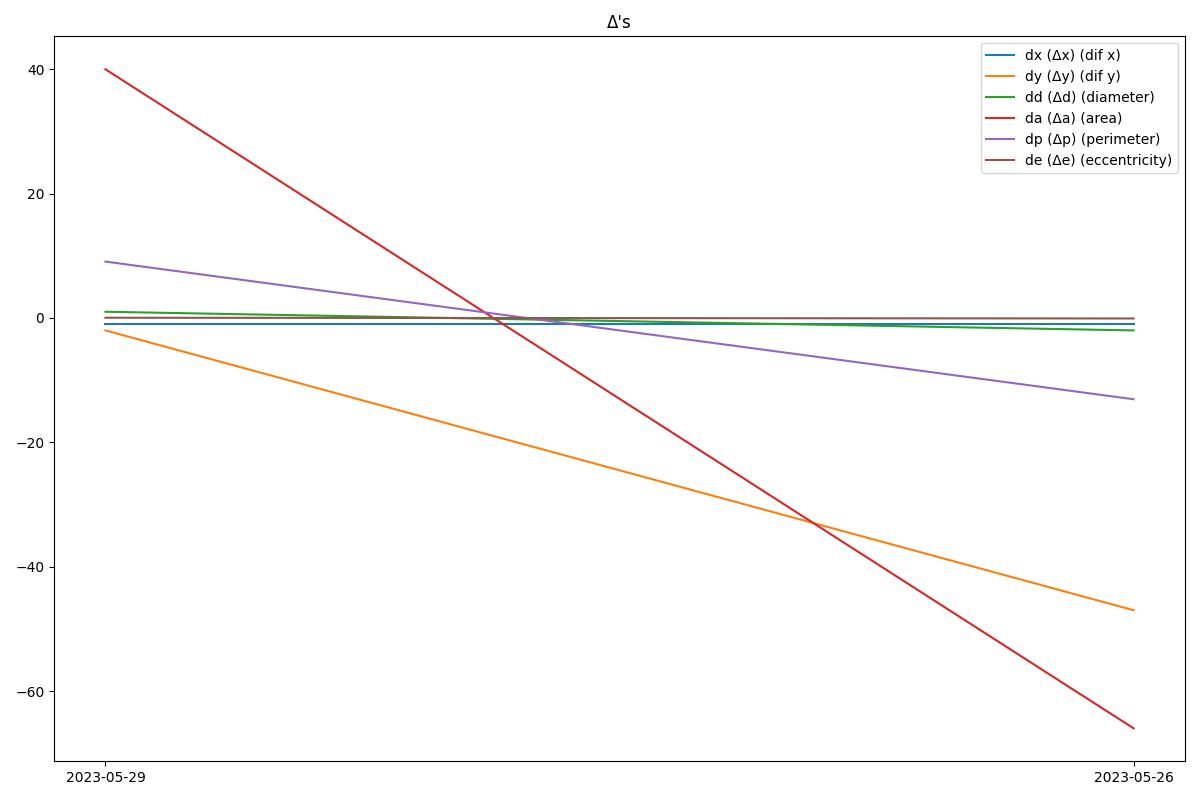 Δ's
dx (Δx) (dif x)
dy (Δy) (dif y)
dd (Δd) (diameter)
da (Δa) (area)
dp (Δp) (perimeter)
de (Δe) (eccentricity)
40
20
0
−20
−40
−60
2023-05-29
2023-05-26